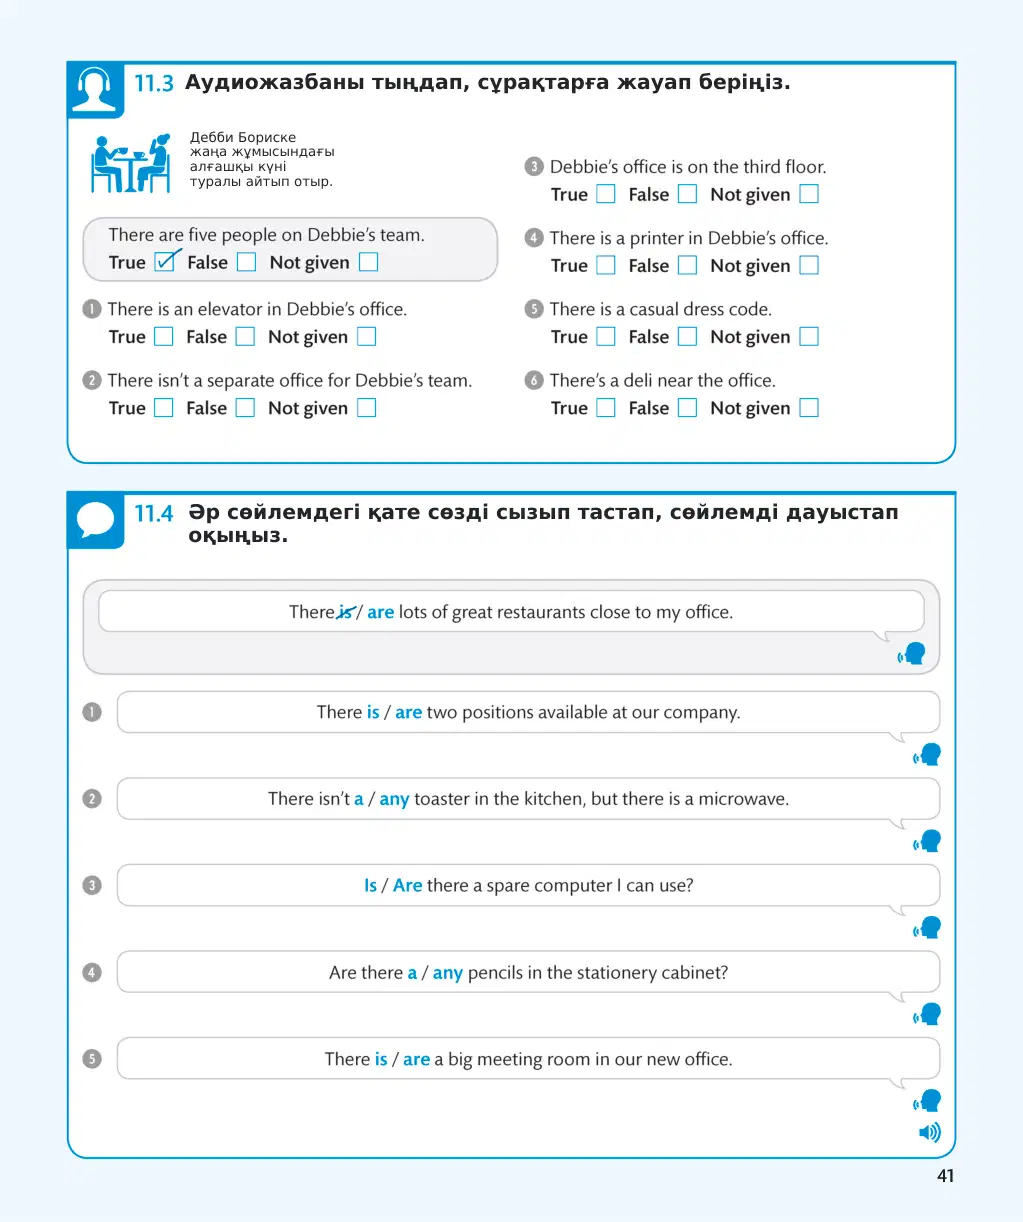 11.3 Аудиожазбаны тыңдап, сұрақтарға жауап беріңіз.
Дебби Бориске
жаңа жұмысындағы
алғашқы күні
туралы айтып отыр.
There are five people on Debbie's team.
True False Not given
1 There is an elevator in Debbie's office.
True False Not given
2 There isn't a separate office for Debbie's team.
True False Not given
3 Debbie's office is on the third floor.
True False Not given
4 There is a printer in Debbie's office.
True False Not given
5 There is a casual dress code.
True False Not given
6 There's a deli near the office.
True False Not given
11.4 Әр сөйлемдегі қате сөзді сызып тастап, сөйлемді дауыстап
оқыңыз.
There is / are lots of great restaurants close to my office.
1 There is / are two positions available at our company.
2 There isn't a / any toaster in the kitchen, but there is a microwave.
3 Is / Are there a spare computer I can use?
4 Are there a / any pencils in the stationery cabinet?
5 There is / are a big meeting room in our new office.
41